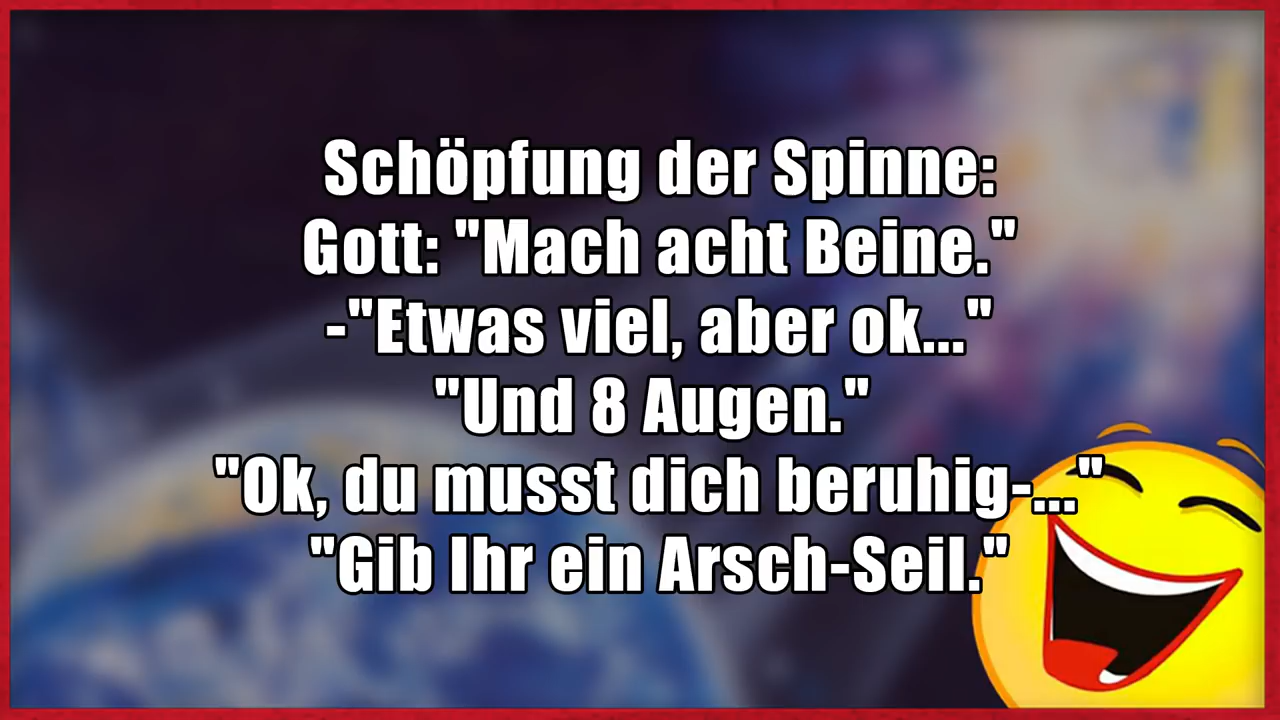 Schöpfung der Spinne:
Gott: "Mach acht Beine."
-"Etwas viel, aber ok..."
"Und 8 Augen."
"Ok, du musst dich beruhig-..."
"Gib Ihr ein Arsch-Seil."